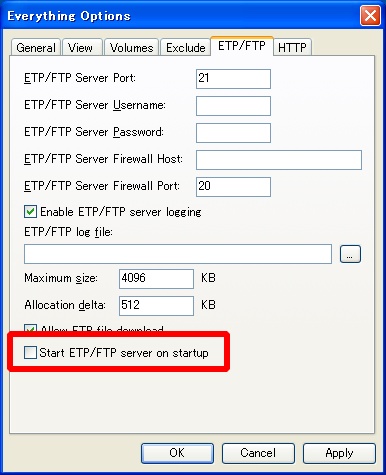 Everything Options
General View Volumes Exclude ETP/FTP HTTP
ETP/FTP Server Port: 21
ETP/FTP Server Username:
ETP/FTP Server Password:
ETP/FTP Server Firewall Host:
ETP/FTP Server Firewall Port: 20
Enable ETP/FTP server logging
ETP/FTP log file:
...
Maximum size: 4096 KB
Allocation delta: 512 KB
Allow ETP file download
Start ETP/FTP server on startup
OK Cancel Apply